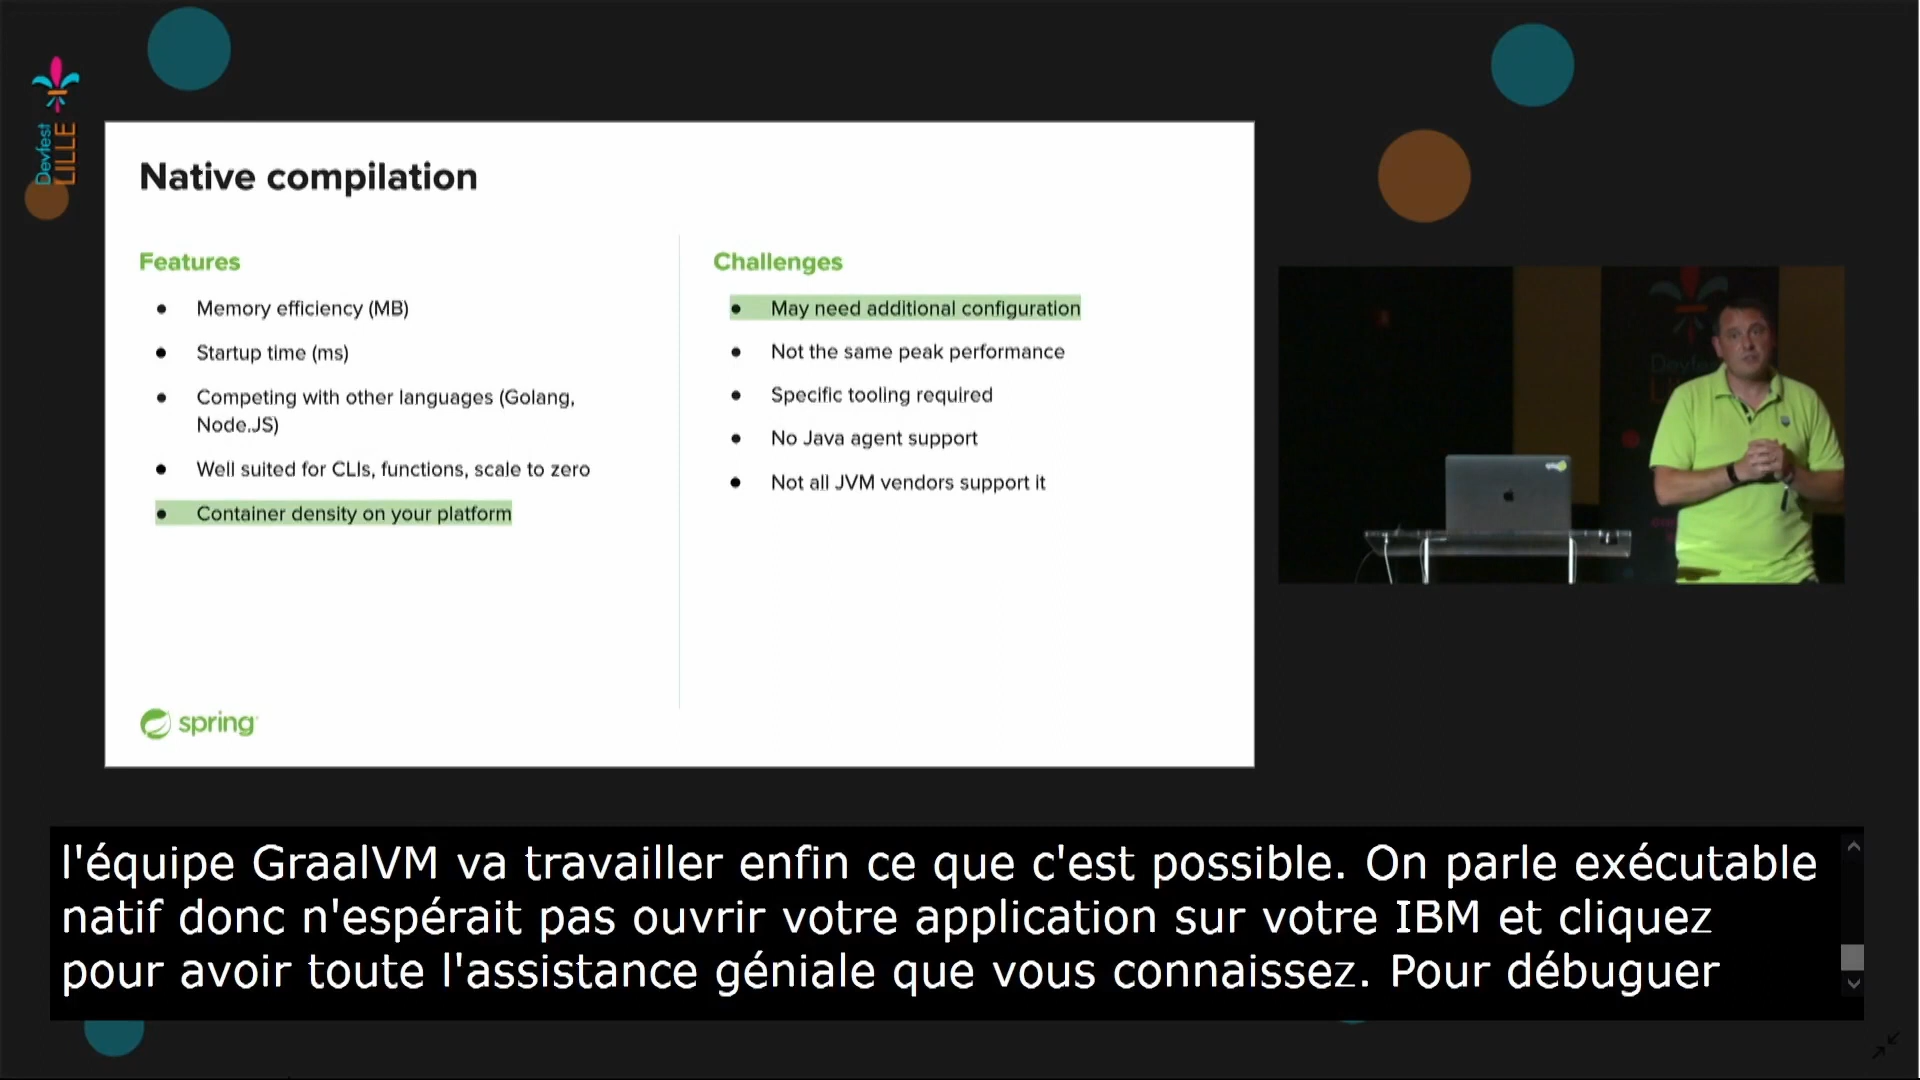 Devfest
LILLE
Native compilation
Features
● Memory efficiency (MB)
● Startup time (ms)
● Competing with other languages (Golang,
Node.JS)
● Well suited for CLIs, functions, scale to zero
● Container density on your platform
Challenges
● May need additional configuration
● Not the same peak performance
● Specific tooling required
● No Java agent support
● Not all JVM vendors support it
spring
l'équipe GraalVM va travailler enfin ce que c'est possible. On parle exécutable
natif donc n'espérait pas ouvrir votre application sur votre IBM et cliquez
pour avoir toute l'assistance géniale que vous connaissez. Pour débuguer